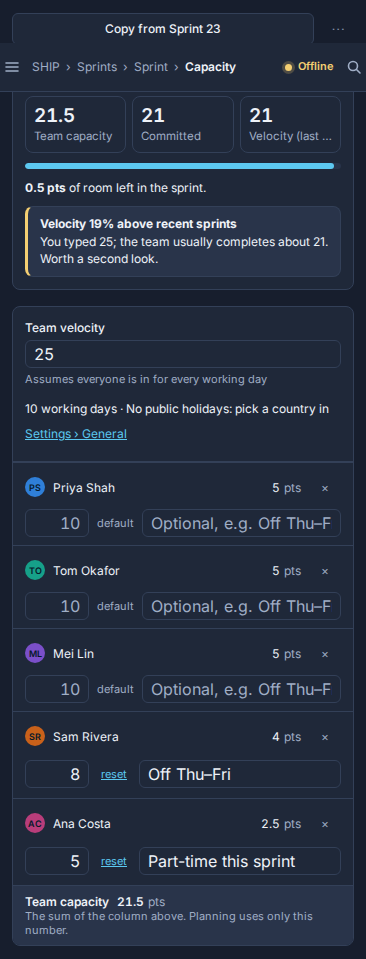 Copy from Sprint 23
SHIP › Sprints › Sprint › Capacity
Offline
21.5
Team capacity
21
Committed
21
Velocity (last ...
0.5 pts of room left in the sprint.
Velocity 19% above recent sprints
You typed 25; the team usually completes about 21.
Worth a second look.
Team velocity
25
Assumes everyone is in for every working day
10 working days · No public holidays: pick a country in
Settings › General
PS Priya Shah 5 pts ×
10 default Optional, e.g. Off Thu–F
TO Tom Okafor 5 pts ×
10 default Optional, e.g. Off Thu–F
ML Mei Lin 5 pts ×
10 default Optional, e.g. Off Thu–F
SR Sam Rivera 4 pts ×
8 reset Off Thu–Fri
AC Ana Costa 2.5 pts ×
5 reset Part-time this sprint
Team capacity 21.5 pts
The sum of the column above. Planning uses only this
number.